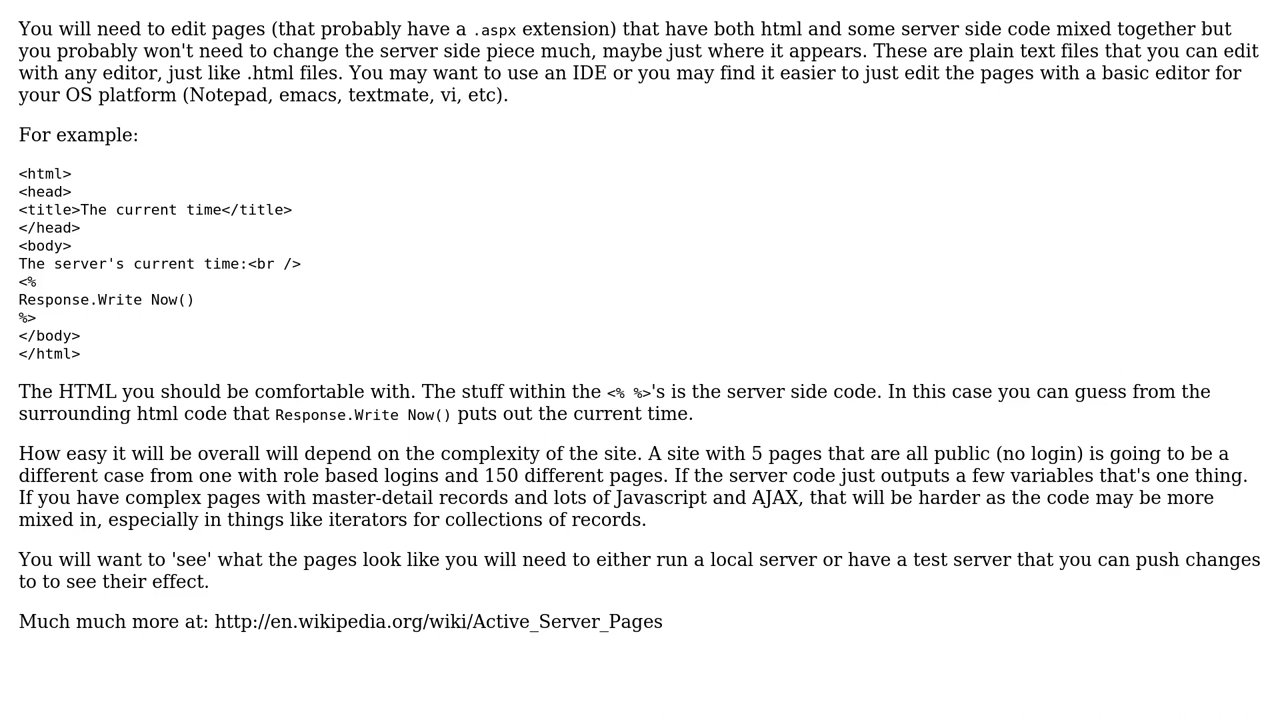 You will need to edit pages (that probably have a .aspx extension) that have both html and some server side code mixed together but
you probably won't need to change the server side piece much, maybe just where it appears. These are plain text files that you can edit
with any editor, just like .html files. You may want to use an IDE or you may find it easier to just edit the pages with a basic editor for
your OS platform (Notepad, emacs, textmate, vi, etc).
For example:
<html>
<head>
<title>The current time</title>
</head>
<body>
The server's current time:<br />
<%
Response.Write Now()
%>
</body>
</html>
The HTML you should be comfortable with. The stuff within the <% %>'s is the server side code. In this case you can guess from the
surrounding html code that Response.Write Now() puts out the current time.
How easy it will be overall will depend on the complexity of the site. A site with 5 pages that are all public (no login) is going to be a
different case from one with role based logins and 150 different pages. If the server code just outputs a few variables that's one thing.
If you have complex pages with master-detail records and lots of Javascript and AJAX, that will be harder as the code may be more
mixed in, especially in things like iterators for collections of records.
You will want to 'see' what the pages look like you will need to either run a local server or have a test server that you can push changes
to to see their effect.
Much much more at: http://en.wikipedia.org/wiki/Active_Server_Pages